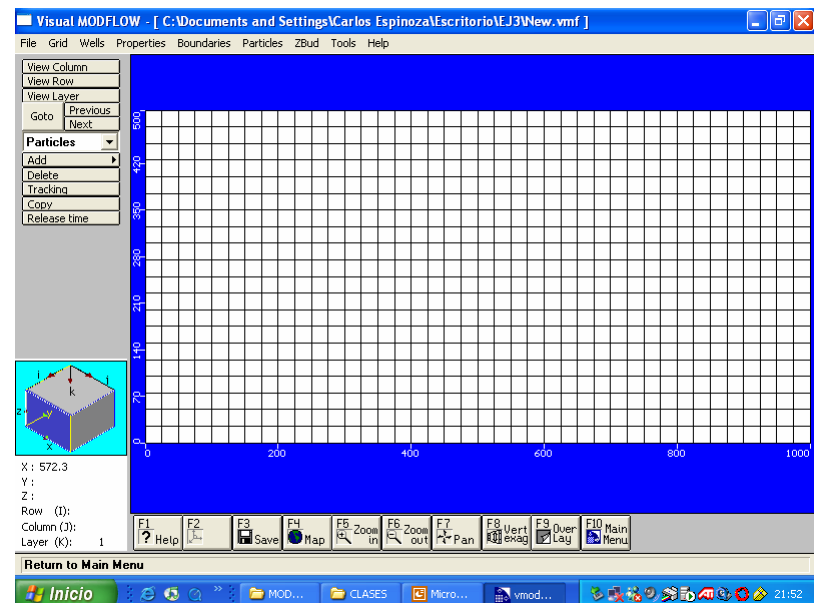 Visual MODFLOW - [ C:\Documents and Settings\Carlos Espinoza\Escritorio\EJ3\New.vmf ]
File Grid Wells Properties Boundaries Particles ZBud Tools Help
View Column
View Row
View Layer
Goto
Previous
Next
Particles
Add
Delete
Tracking
Copy
Release time
500
420
350
280
210
140
70
0
0 200 400 600 800 1000
i j
k
z
y
x
X : 572.3
Y :
Z :
Row (I):
Column (J):
Layer (K): 1
F1 ? Help
F2
F3 Save
F4 Map
F5 Zoom in
F6 Zoom out
F7 Pan
F8 Vert exag
F9 Over Lay
F10 Main Menu
Return to Main Menu
Inicio
»
MOD...
CLASES
Micro...
vmod...
21:52